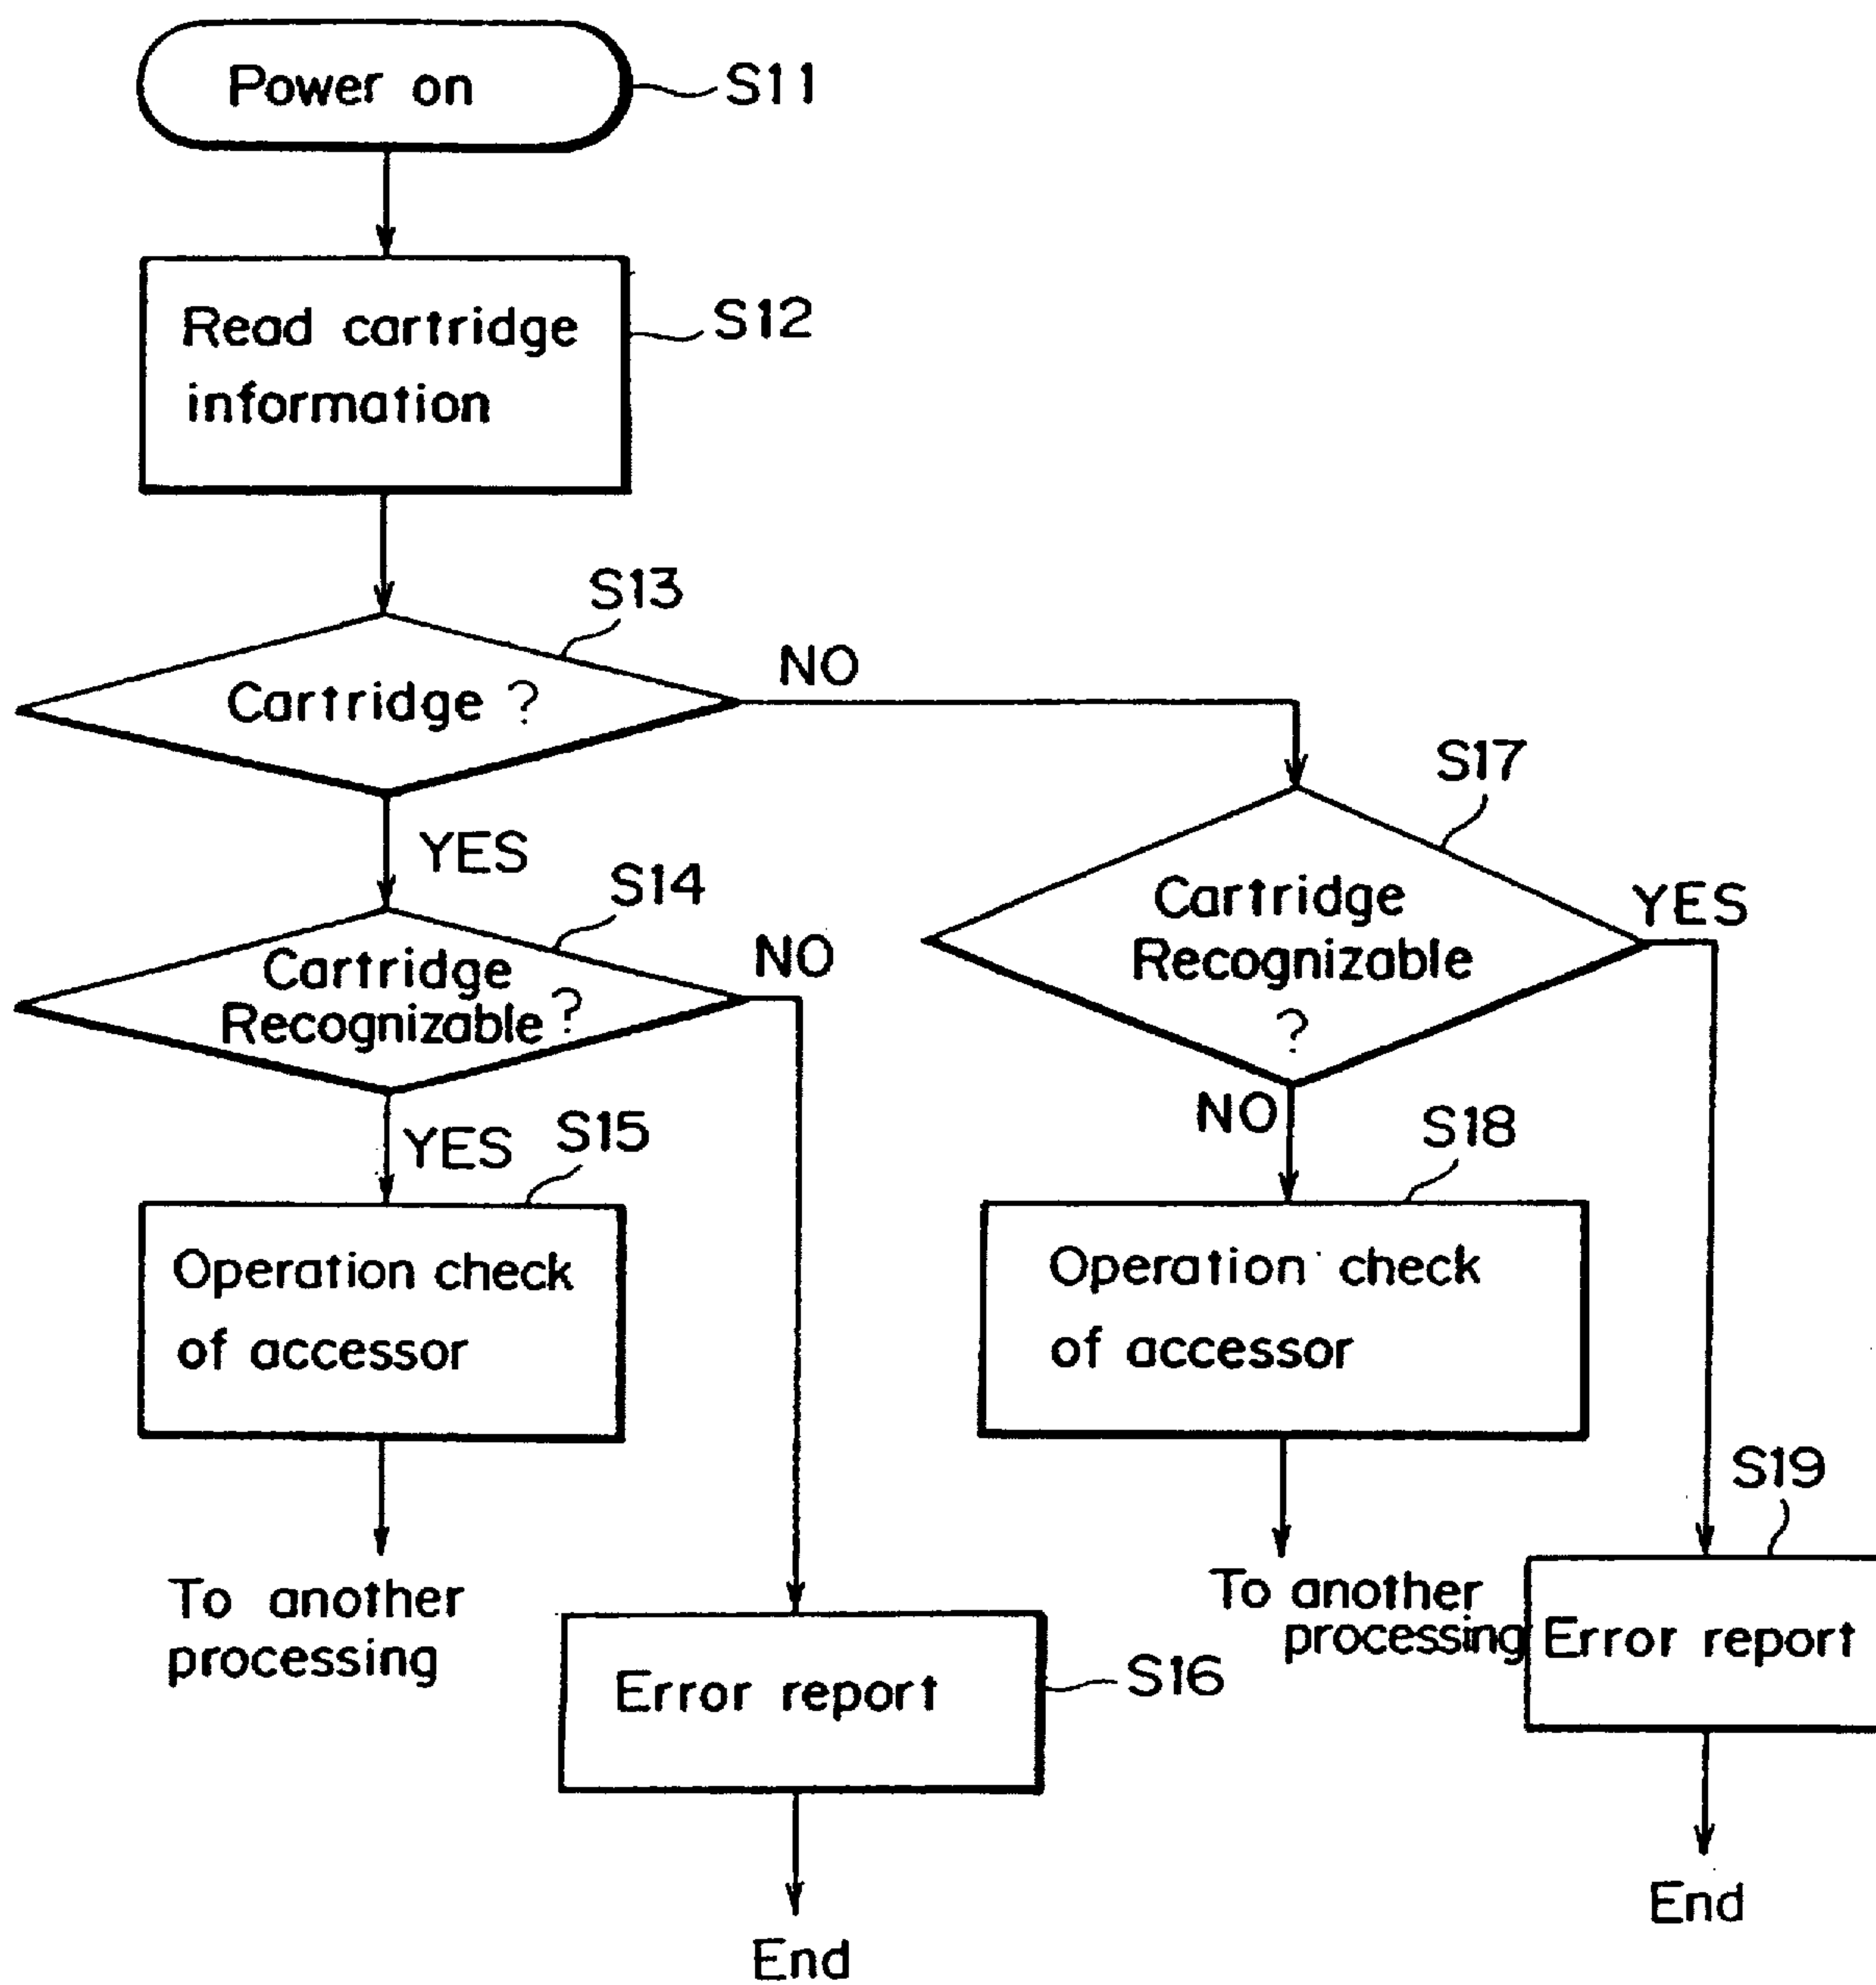 Power on
S11
Read cartridge
information
S12
S13
Cartridge ?
NO
YES
S14
Cartridge
Recognizable ?
NO
YES
S15
Operation check
of accessor
To another
processing
Error report
S16
End
S17
Cartridge
Recognizable
?
YES
NO
S18
Operation check
of accessor
To another
processing
S19
Error report
End